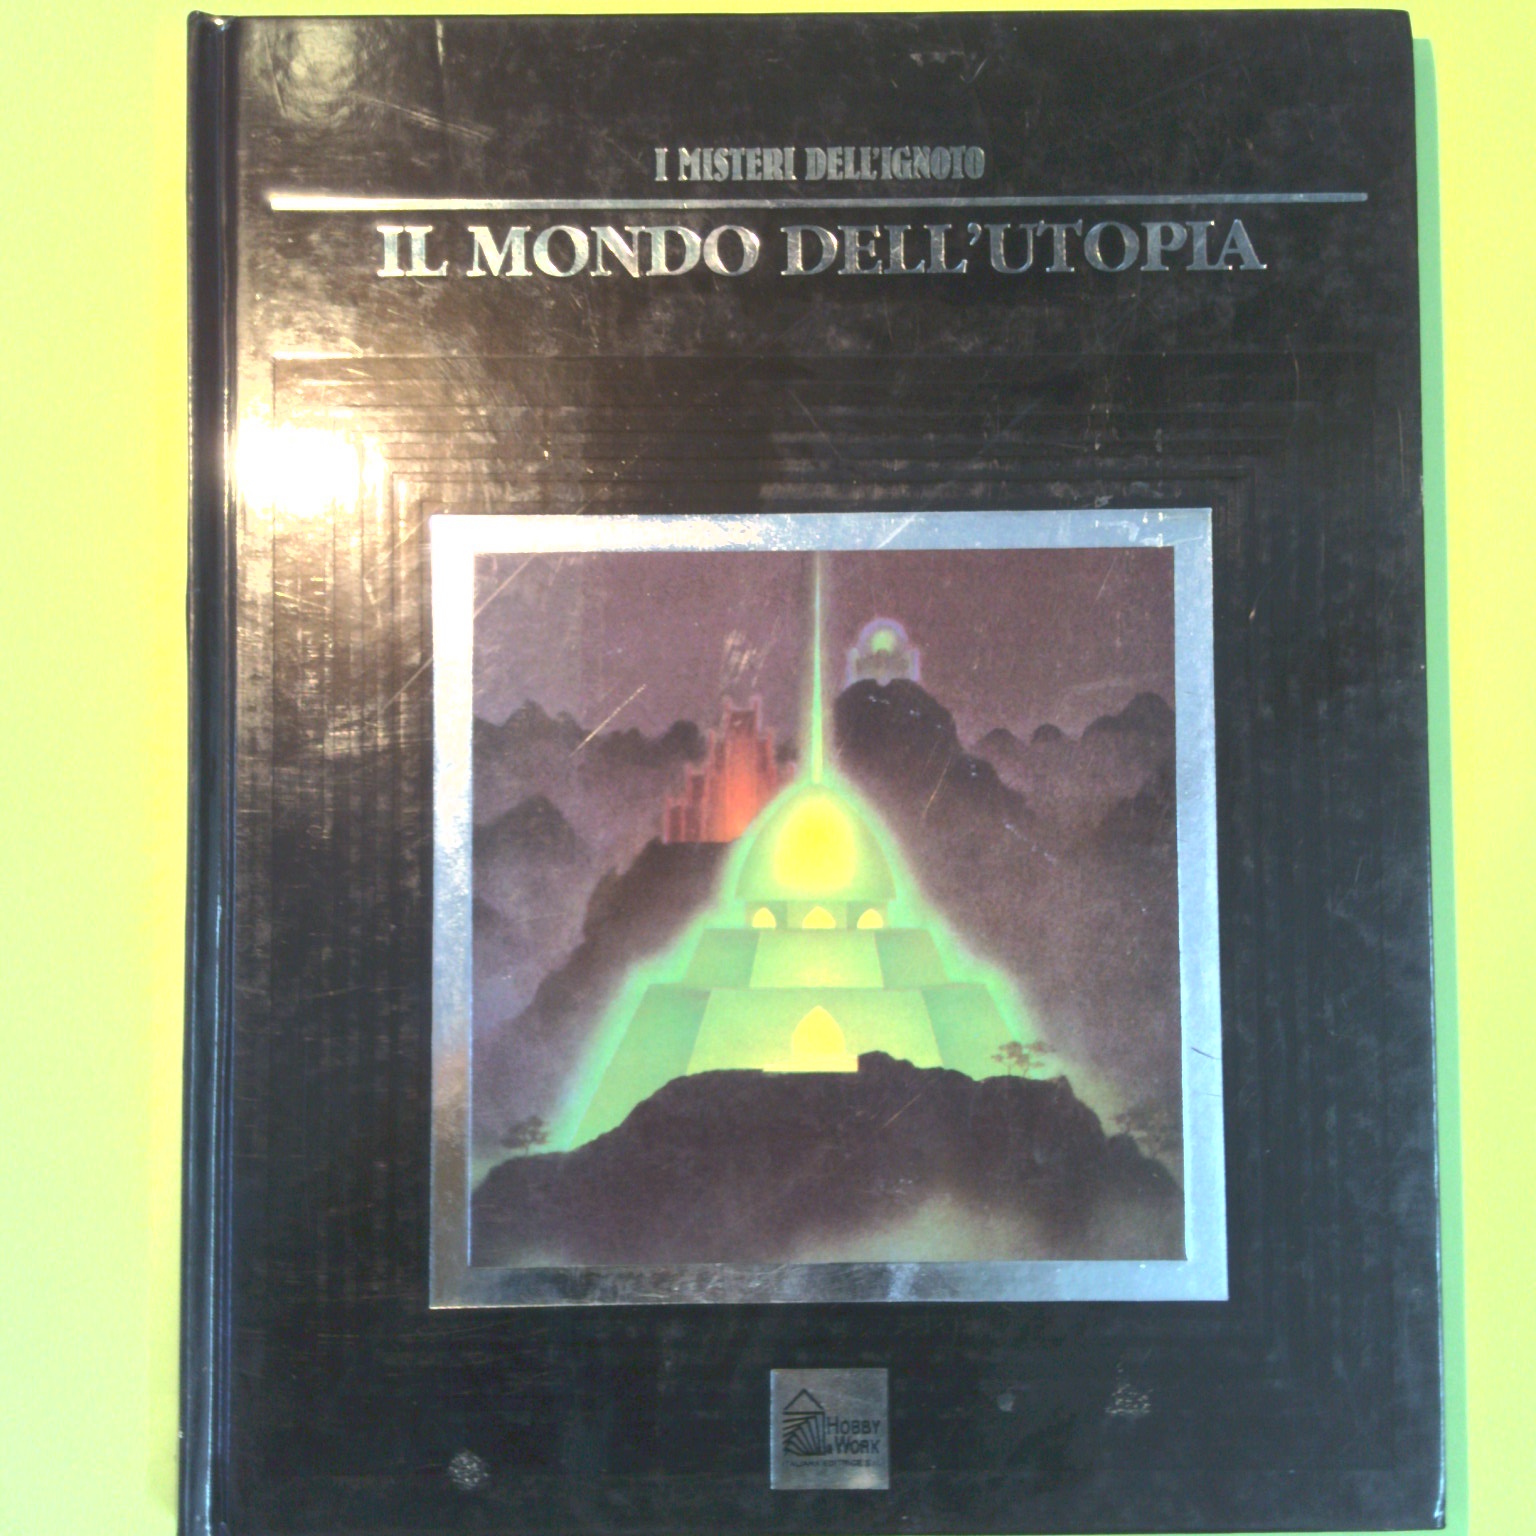 I MISTERI DELL'IGNOTO
IL MONDO DELL'UTOPIA
HOBBY
& WORK